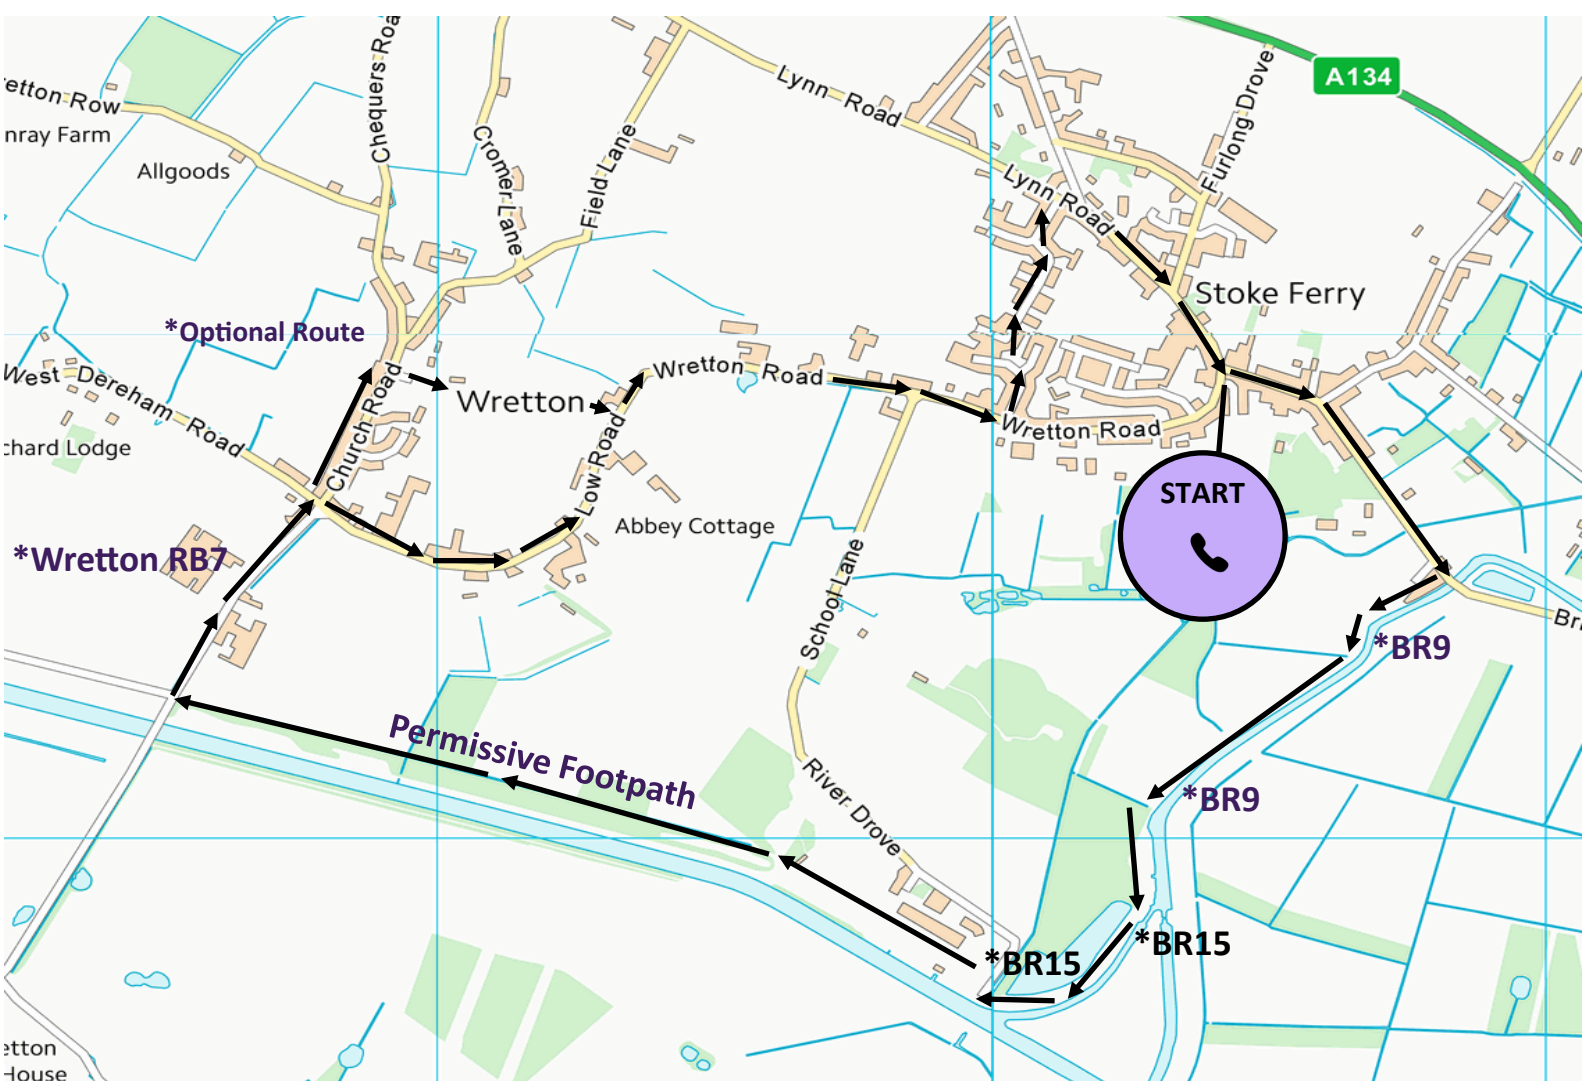 Chequers Roa
A134
Lynn Road
Furlong Drove
etton Row
nray Farm
Allgoods
Cromer Lane
Field Lane
Lynn Road
Stoke Ferry
*Optional Route
West Dereham Road
Wretton Road
Wretton
Church Road
Wretton Road
chard Lodge
Low Road
START
Abbey Cottage
*Wretton RB7
School Lane
Bri
*BR9
Permissive Footpath
River Drove
*BR9
*BR15
*BR15
etton
House